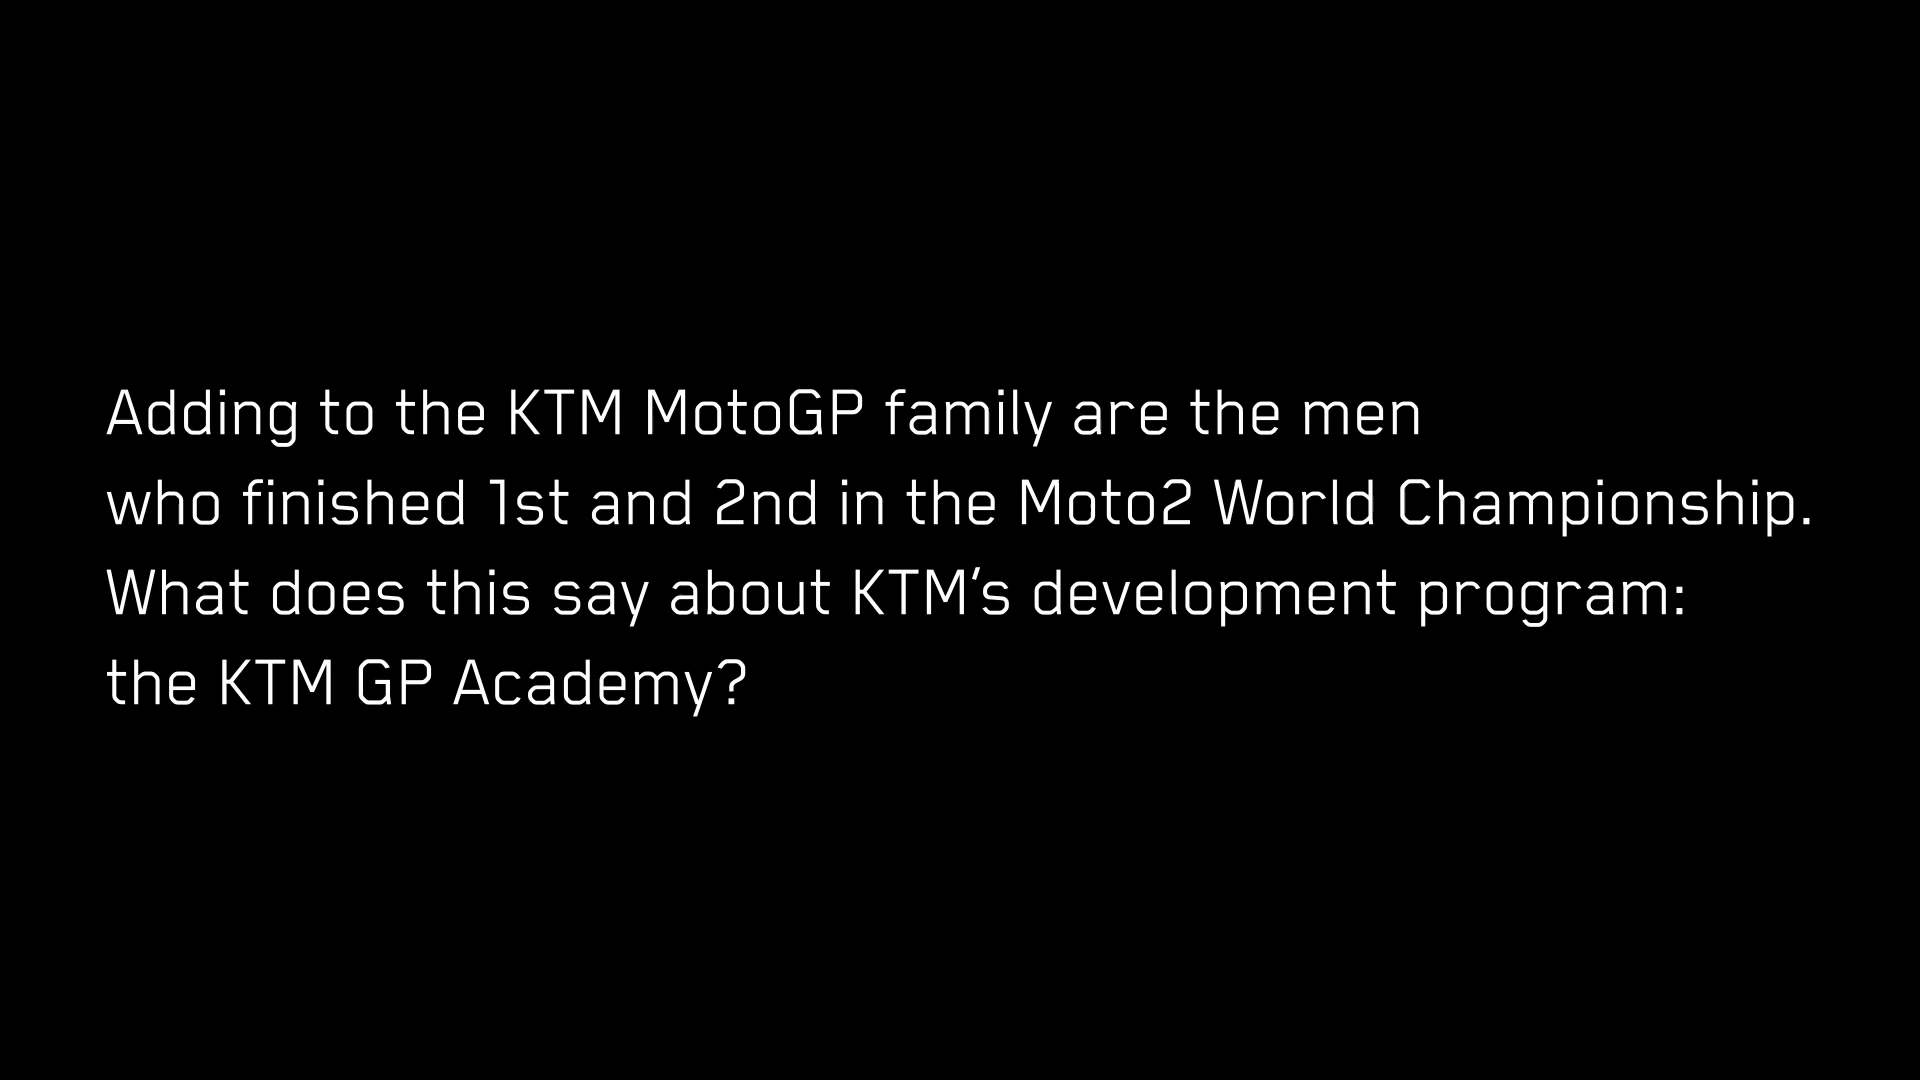 Adding to the KTM MotoGP family are the men
who finished 1st and 2nd in the Moto2 World Championship.
What does this say about KTM‘s development program:
the KTM GP Academy?